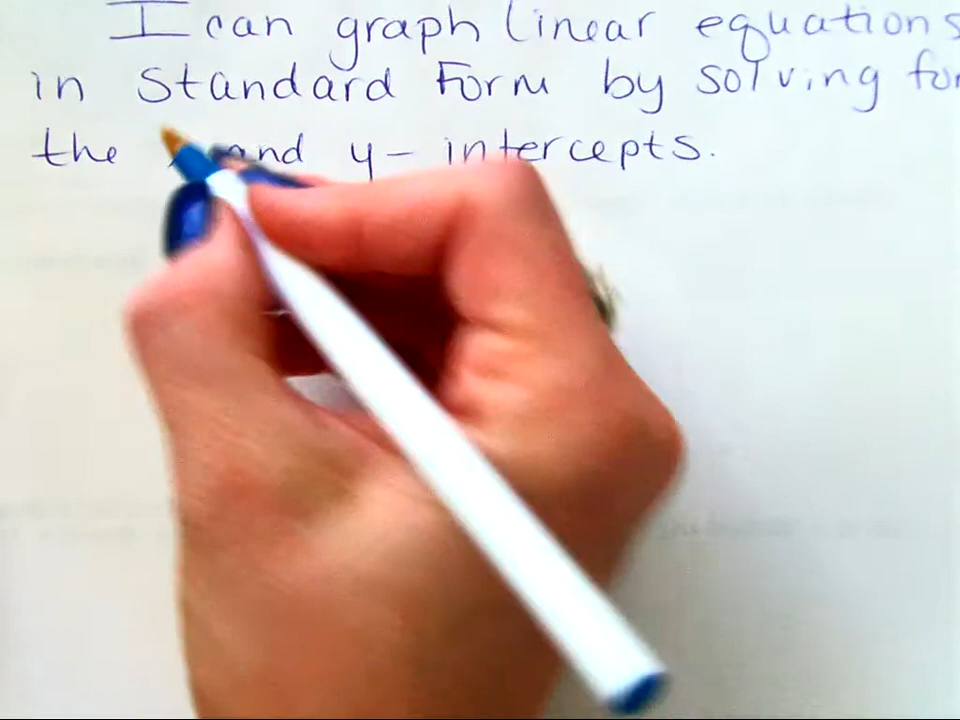 I can graph linear equations
in Standard Form by solving for
the and y- intercepts.